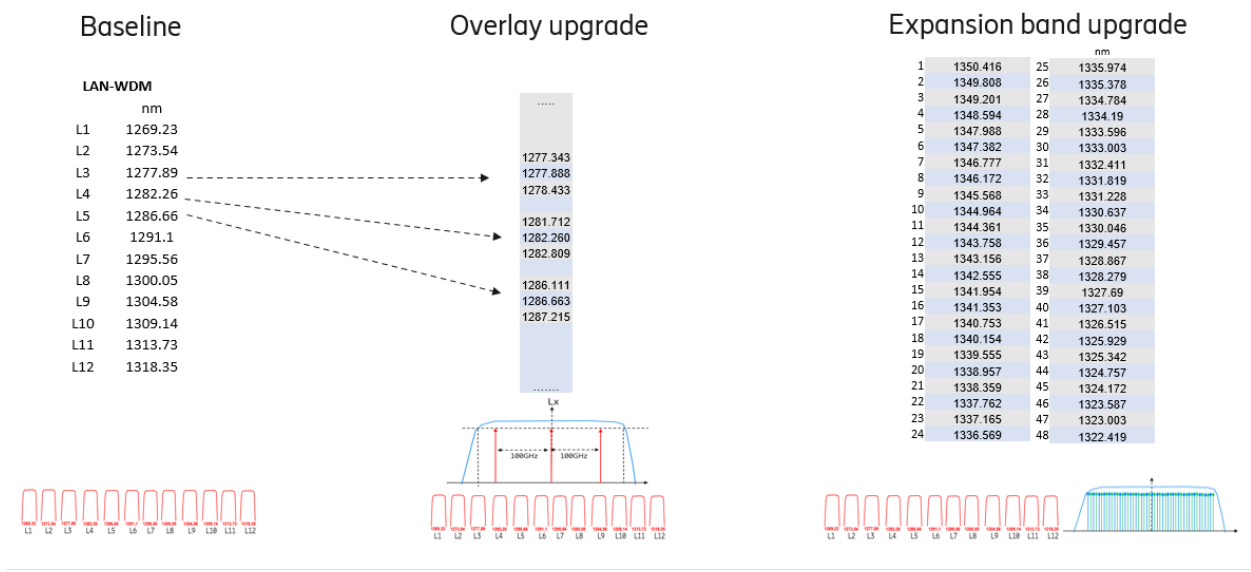 Baseline
LAN-WDM
nm
L1 1269.23
L2 1273.54
L3 1277.89
L4 1282.26
L5 1286.66
L6 1291.1
L7 1295.56
L8 1300.05
L9 1304.58
L10 1309.14
L11 1313.73
L12 1318.35
L1 L2 L3 L4 L5 L6 L7 L8 L9 L10 L11 L12
Overlay upgrade
.....
1277.343
1277.888
1278.433
1281.712
1282.260
1282.809
1286.111
1286.663
1287.215
.......
Lx
100GHz 100GHz
L1 L2 L3 L4 L5 L6 L7 L8 L9 L10 L11 L12
Expansion band upgrade
nm
1 1350.416 25 1335.974
2 1349.808 26 1335.378
3 1349.201 27 1334.784
4 1348.594 28 1334.19
5 1347.988 29 1333.596
6 1347.382 30 1333.003
7 1346.777 31 1332.411
8 1346.172 32 1331.819
9 1345.568 33 1331.228
10 1344.964 34 1330.637
11 1344.361 35 1330.046
12 1343.758 36 1329.457
13 1343.156 37 1328.867
14 1342.555 38 1328.279
15 1341.954 39 1327.69
16 1341.353 40 1327.103
17 1340.753 41 1326.515
18 1340.154 42 1325.929
19 1339.555 43 1325.342
20 1338.957 44 1324.757
21 1338.359 45 1324.172
22 1337.762 46 1323.587
23 1337.165 47 1323.003
24 1336.569 48 1322.419
L1 L2 L3 L4 L5 L6 L7 L8 L9 L10 L11 L12